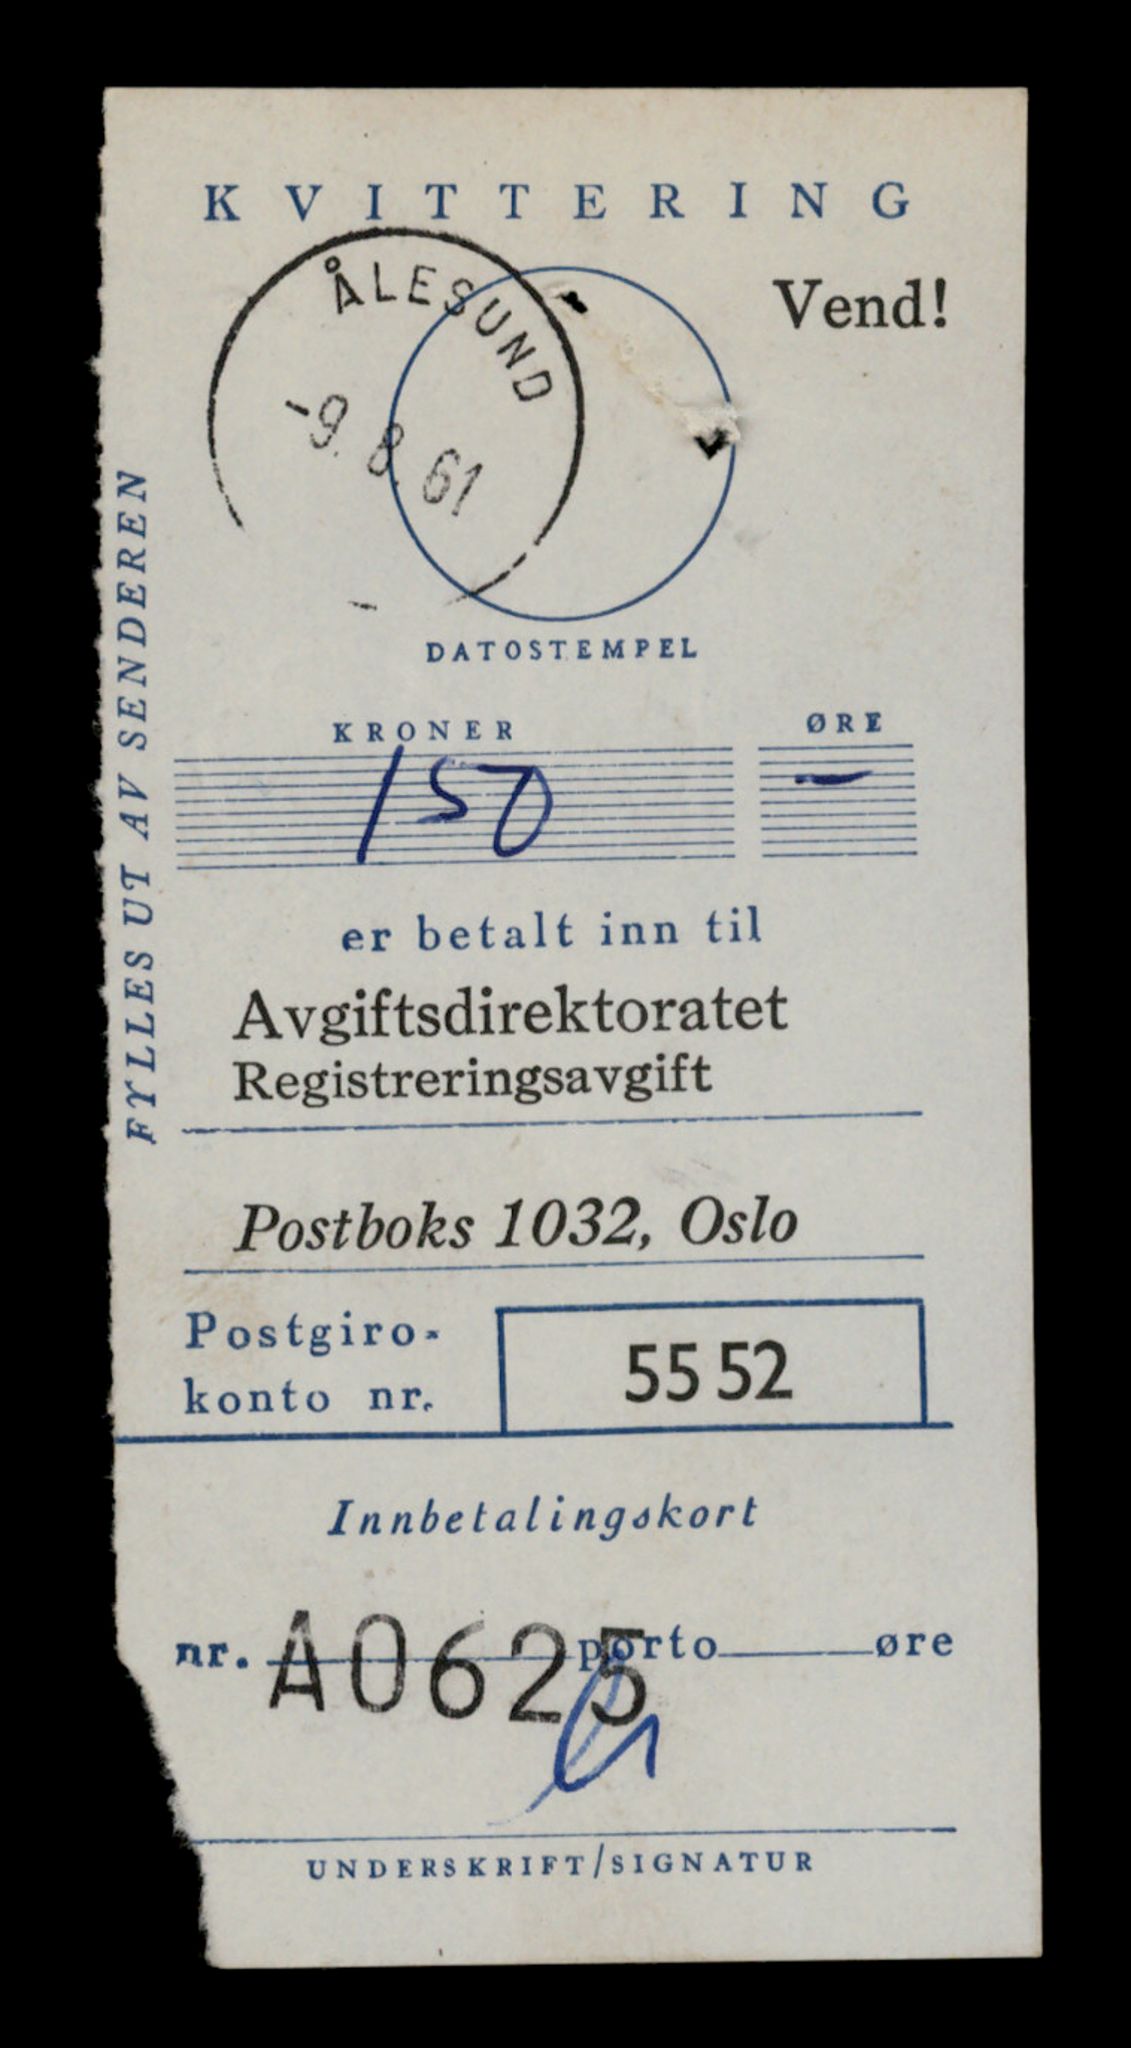 KVITTERING
Vend!
ÅLESUND
-9.8.61
DATOSTEMPEL
FYLLES UT AV SENDEREN
KRONER ØRE
150 -
er betalt inn til
Avgiftsdirektoratet
Registreringsavgift
Postboks 1032, Oslo
Postgiro-
konto nr.
55 52
Innbetalingskort
nr. A0625 porto øre
UNDERSKRIFT/SIGNATUR